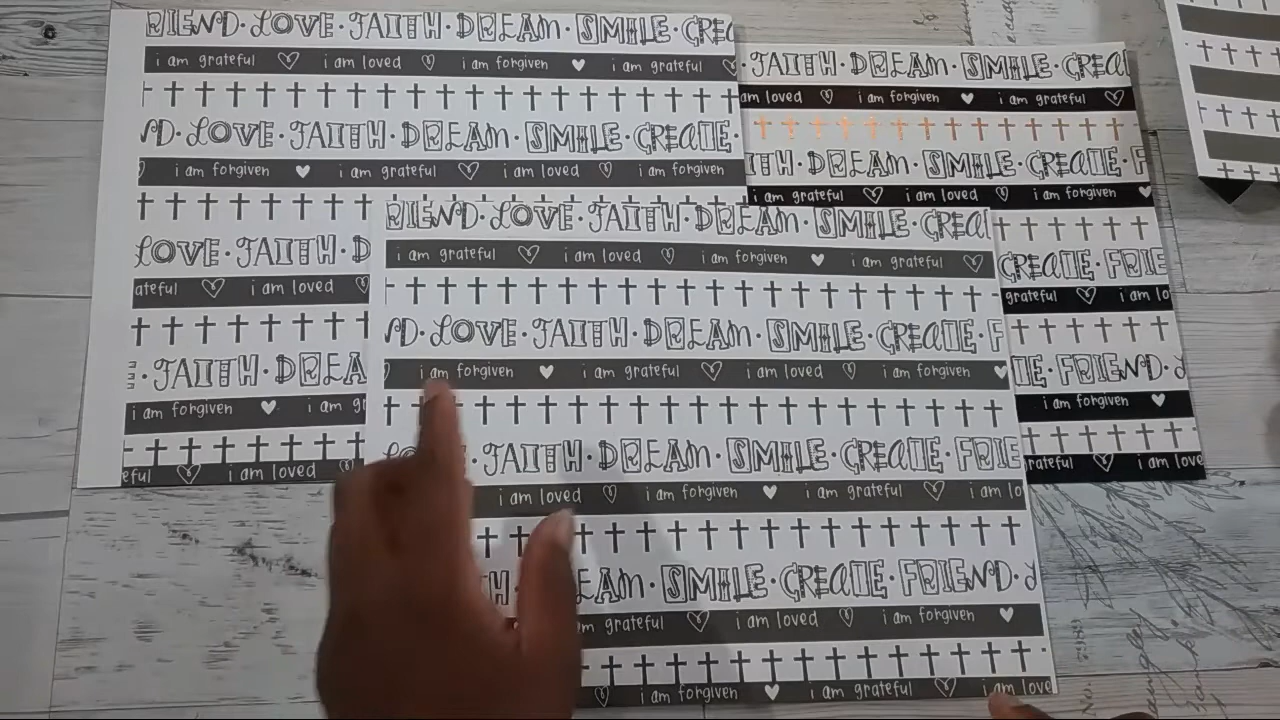 RIEND·LOVE·FAITH·DREAM·SMILE·CREA
i am grateful i am loved i am forgiven i am grateful
ND·LOVE·FAITH·DREAM·SMILE·CREATE·
i am forgiven i am grateful i am loved i am forgiven
LOVE·FAITH·D
ateful i am loved
·FAITH·DREA
i am forgiven i am gr
eful i am loved
·FAITH·DREAM·SMILE·CREA
am loved i am forgiven i am grateful
ITH·DREAM·SMILE·CREATE·F
i am grateful i am loved i am forgiven
CREATE·FRIE
grateful i am lo
TE·FRIEND·
i am forgiven
rateful i am love
RIEND·LOVE·FAITH·DREAM·SMILE·CREA
i am grateful i am loved i am forgiven i am grateful
ND·LOVE·FAITH·DREAM·SMILE·CREATE·F
i am forgiven i am grateful i am loved i am forgiven
LO ·FAITH·DREAM·SMILE·CREATE·FRIE
i am loved i am forgiven i am grateful i am lo
H· EAM·SMILE·CREATE·FRIEND·
m grateful i am loved i am forgiven
i am forgiven i am grateful i am love